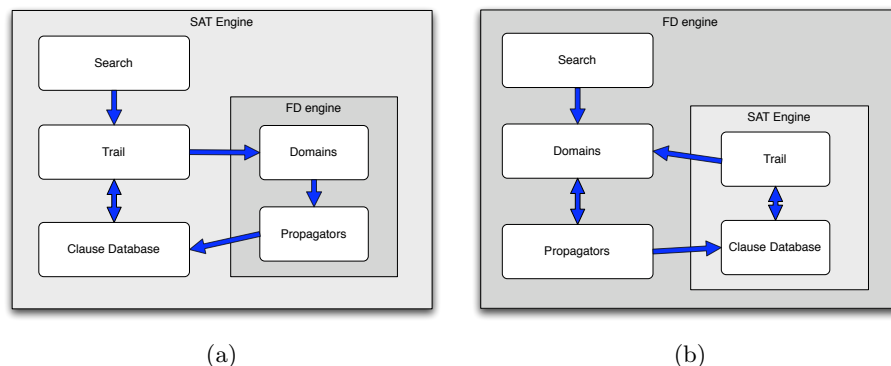 SAT Engine
Search
FD engine
Trail
Domains
Clause Database
Propagators
(a)
FD engine
Search
SAT Engine
Domains
Trail
Propagators
Clause Database
(b)